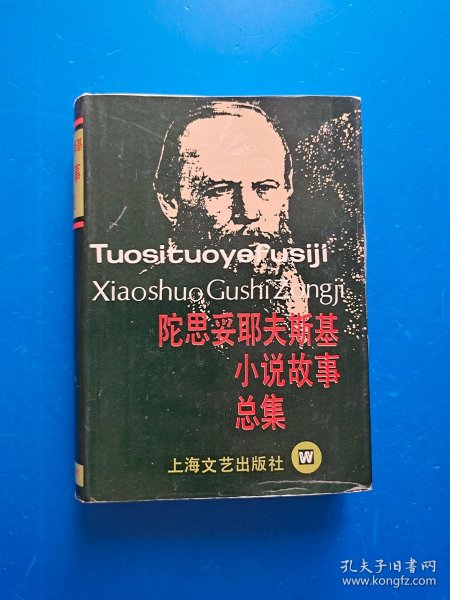 Tuosituoyefusiji
Xiaoshuo Gushi Zongji
陀思妥耶夫斯基
小说故事
总集
上海文艺出版社
W
事
孔夫子旧书网
www.kongfz.com